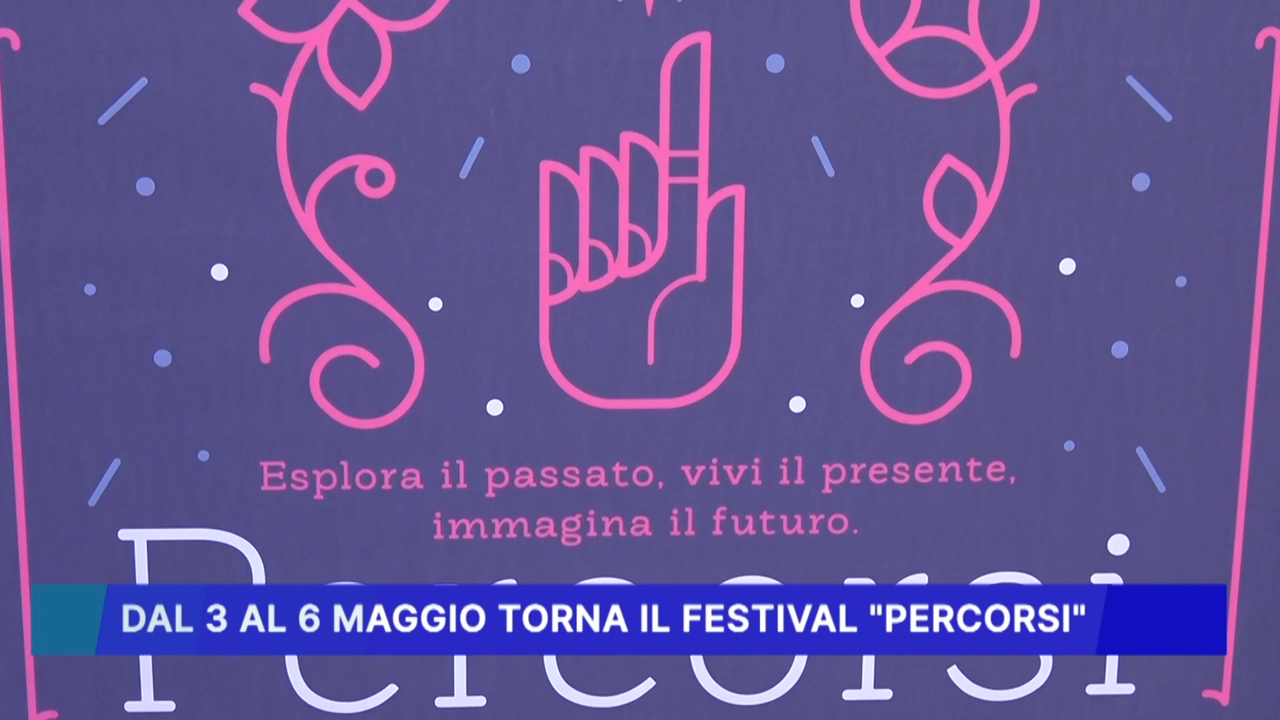 Esplora il passato, vivi il presente,
immagina il futuro.
Percorsi
DAL 3 AL 6 MAGGIO TORNA IL FESTIVAL "PERCORSI"